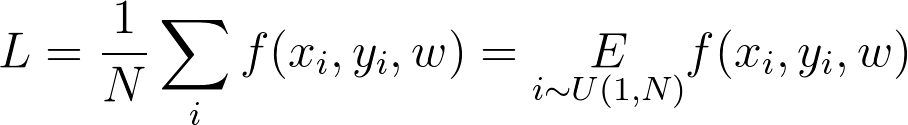 L = \frac{1}{N} \sum_{i} f(x_i, y_i, w) = \underset{i \sim U(1,N)}{E} f(x_i, y_i, w)